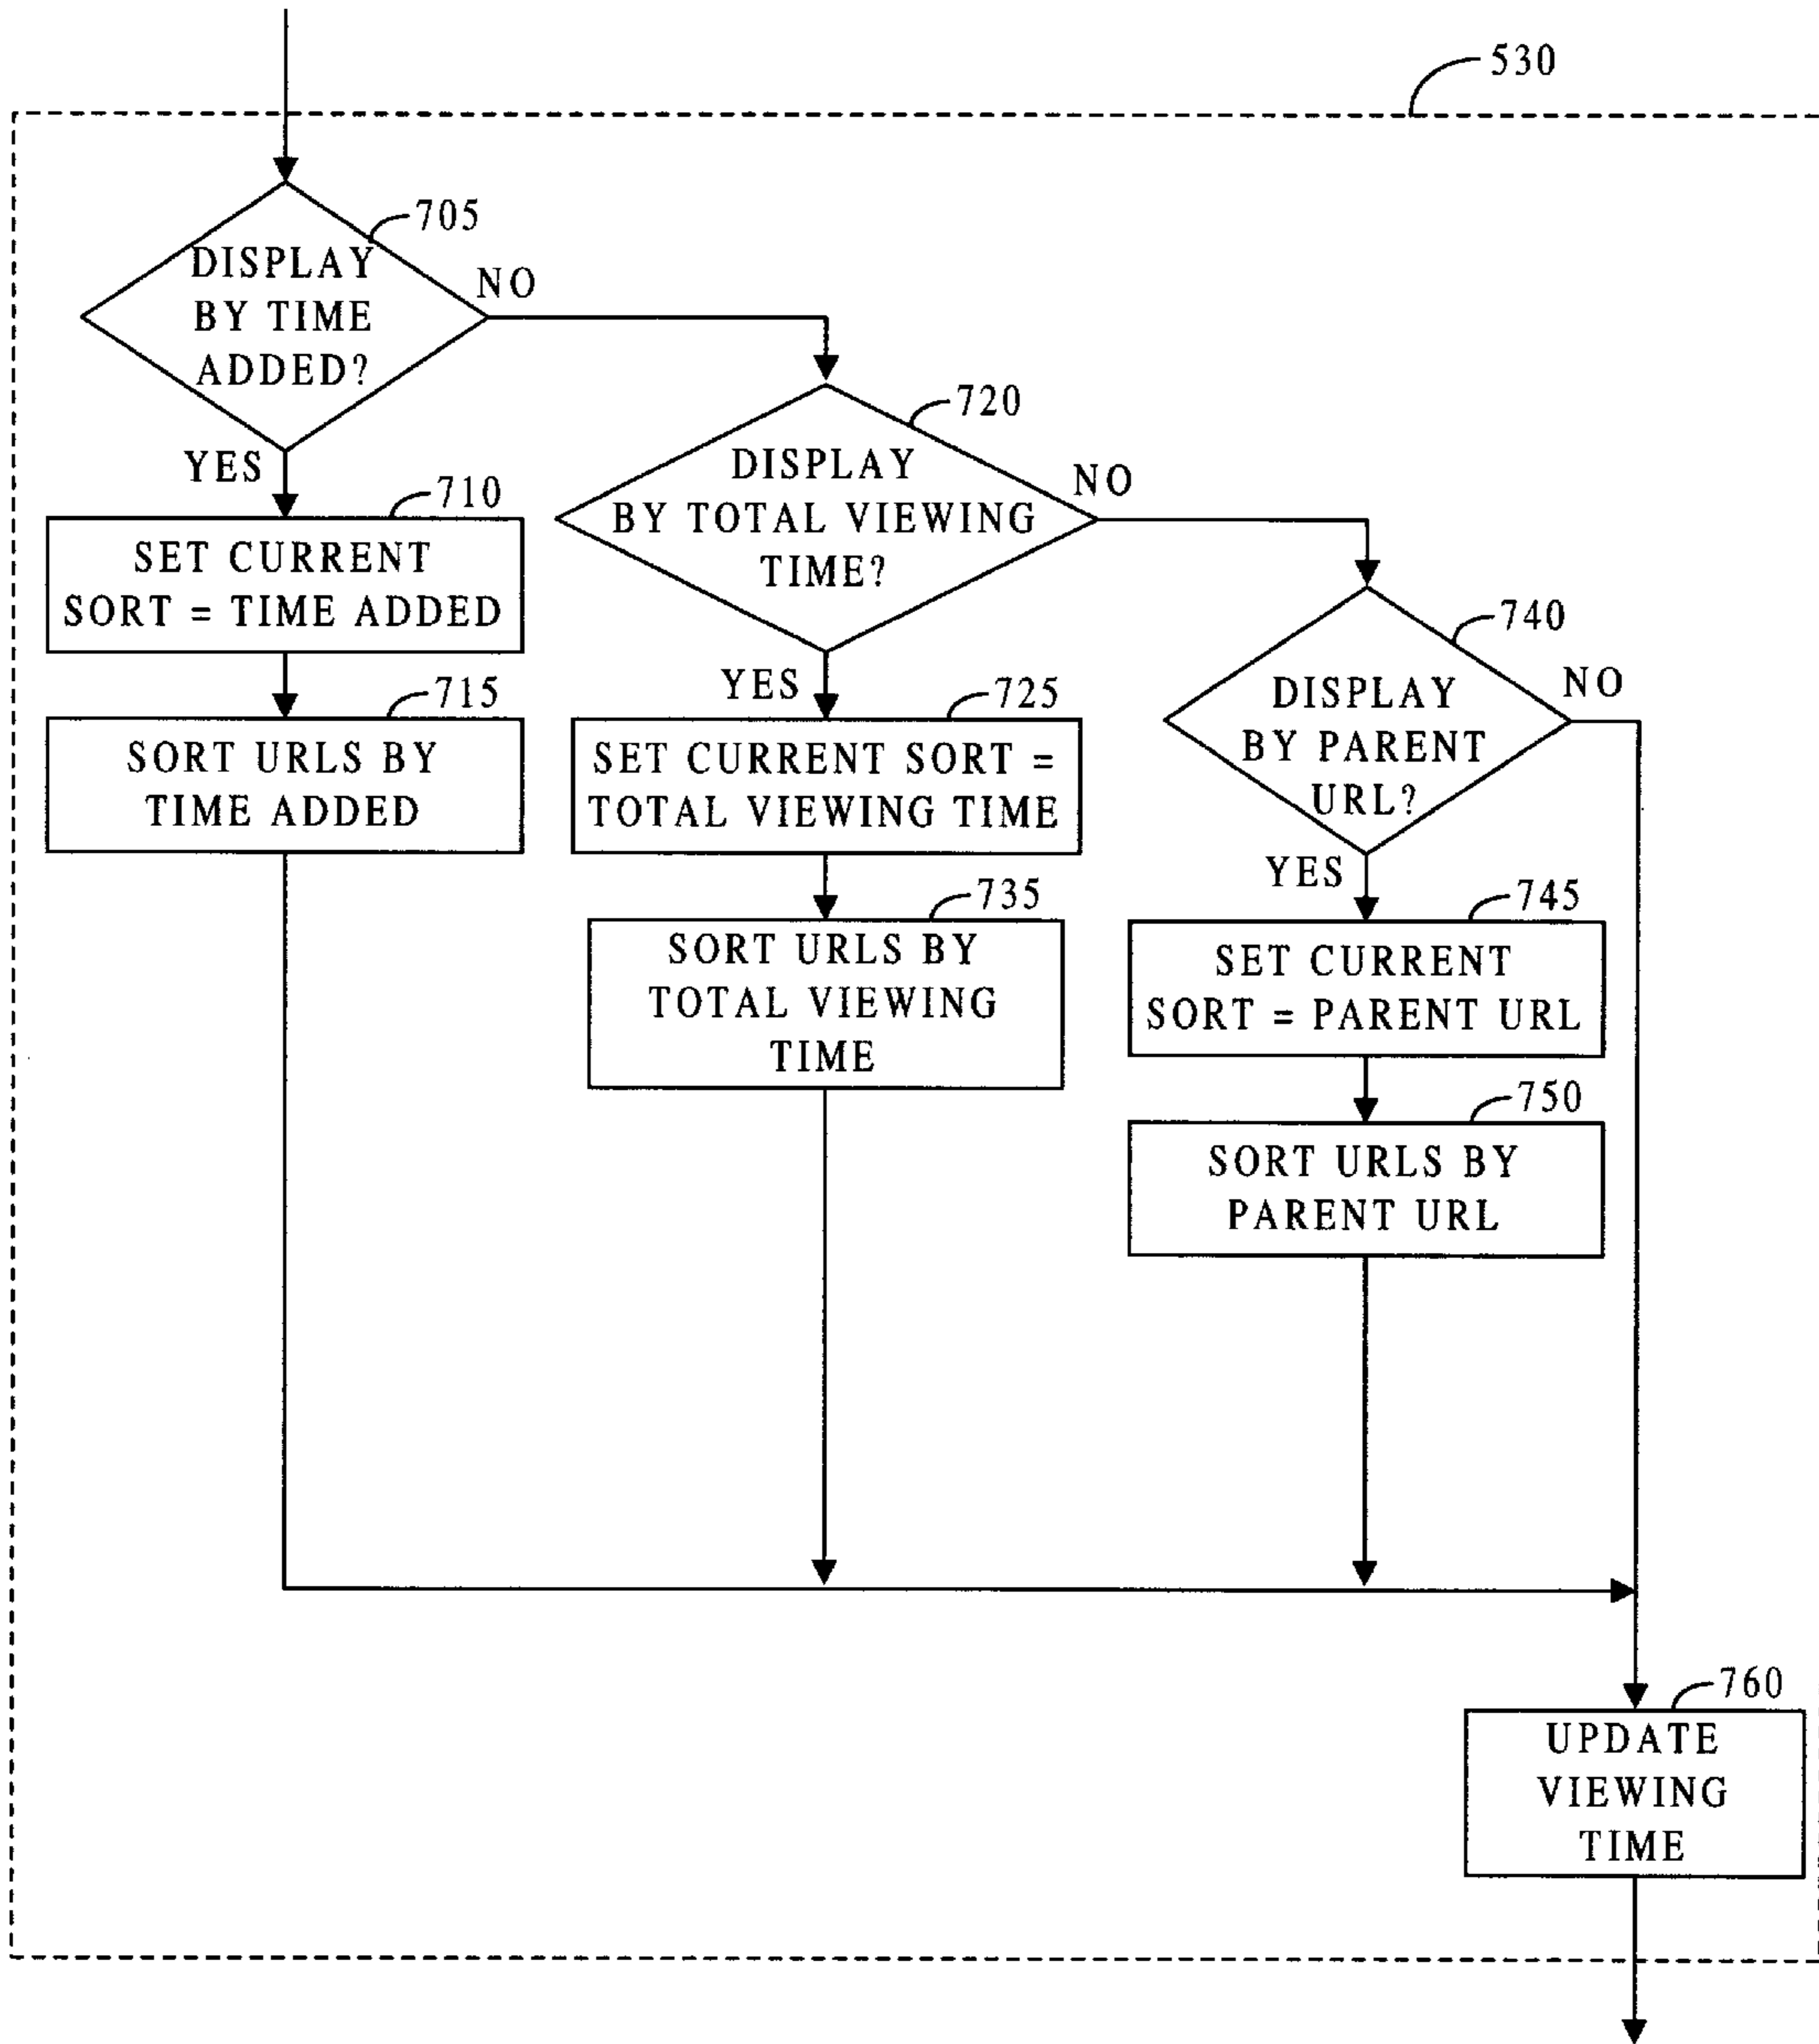 530
705
DISPLAY
BY TIME
ADDED?
NO
YES
710
SET CURRENT
SORT = TIME ADDED
715
SORT URLS BY
TIME ADDED
720
DISPLAY
BY TOTAL VIEWING
TIME?
NO
YES
725
SET CURRENT SORT =
TOTAL VIEWING TIME
735
SORT URLS BY
TOTAL VIEWING
TIME
740
DISPLAY
BY PARENT
URL?
NO
YES
745
SET CURRENT
SORT = PARENT URL
750
SORT URLS BY
PARENT URL
760
UPDATE
VIEWING
TIME